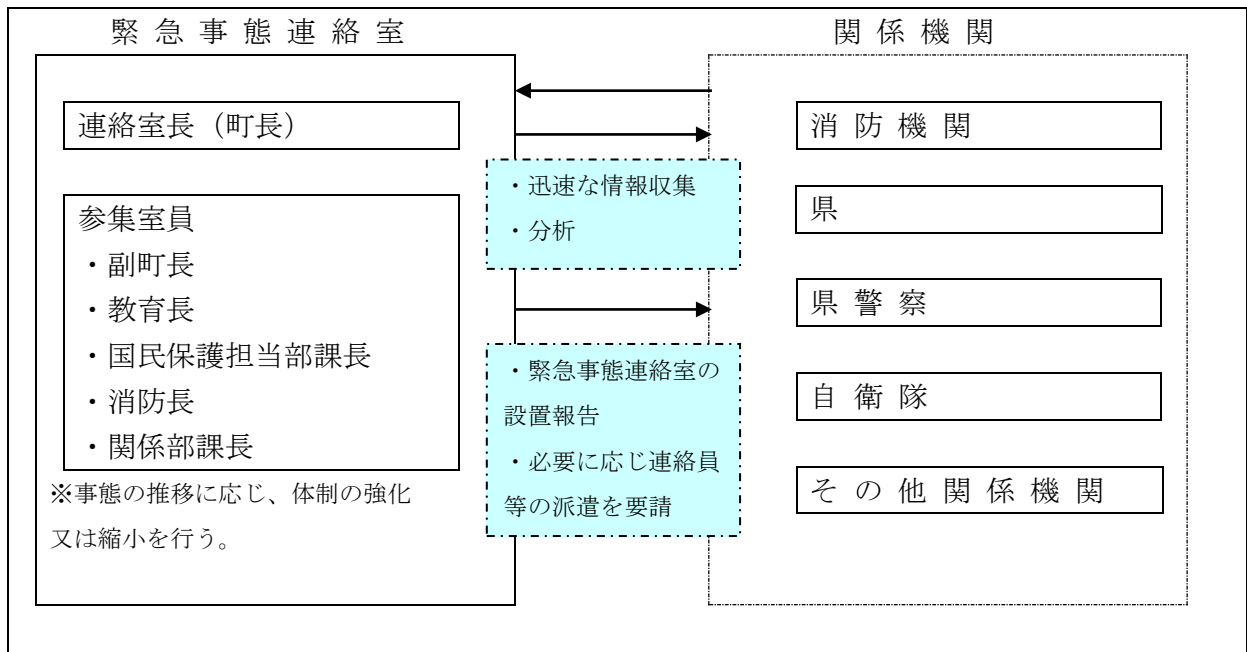 緊急事態連絡室
連絡室長（町長）
参集室員
・副町長
・教育長
・国民保護担当部課長
・消防長
・関係部課長
※事態の推移に応じ、体制の強化
又は縮小を行う。
・迅速な情報収集
・分析
・緊急事態連絡室の
設置報告
・必要に応じ連絡員
等の派遣を要請
関係機関
消防機関
県
県警察
自衛隊
その他関係機関